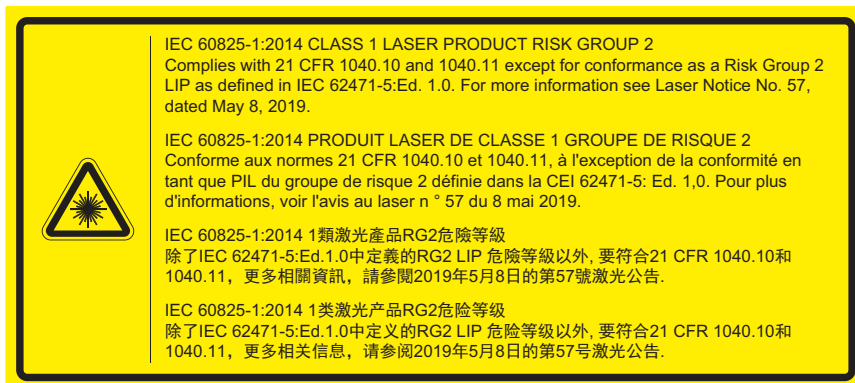 IEC 60825-1:2014 CLASS 1 LASER PRODUCT RISK GROUP 2
Complies with 21 CFR 1040.10 and 1040.11 except for conformance as a Risk Group 2
LIP as defined in IEC 62471-5:Ed. 1.0. For more information see Laser Notice No. 57,
dated May 8, 2019.
IEC 60825-1:2014 PRODUIT LASER DE CLASSE 1 GROUPE DE RISQUE 2
Conforme aux normes 21 CFR 1040.10 et 1040.11, à l'exception de la conformité en
tant que PIL du groupe de risque 2 définie dans la CEI 62471-5: Ed. 1,0. Pour plus
d'informations, voir l'avis au laser n ° 57 du 8 mai 2019.
IEC 60825-1:2014 1類激光產品RG2危險等級
除了IEC 62471-5:Ed.1.0中定義的RG2 LIP 危險等級以外, 要符合21 CFR 1040.10和
1040.11，更多相關資訊，請參閱2019年5月8日的第57號激光公告.
IEC 60825-1:2014 1类激光产品RG2危险等级
除了IEC 62471-5:Ed.1.0中定义的RG2 LIP 危险等级以外, 要符合21 CFR 1040.10和
1040.11，更多相关信息，请参阅2019年5月8日的第57号激光公告.